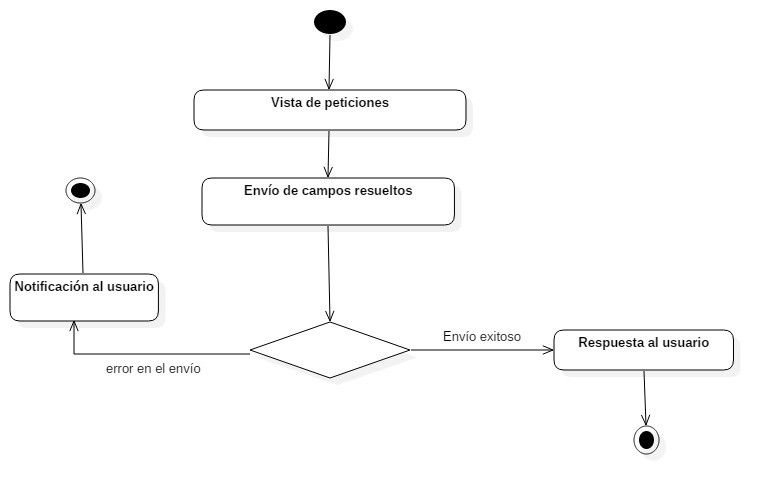 Vista de peticiones
Envío de campos resueltos
Notificación al usuario
Envío exitoso
Respuesta al usuario
error en el envío